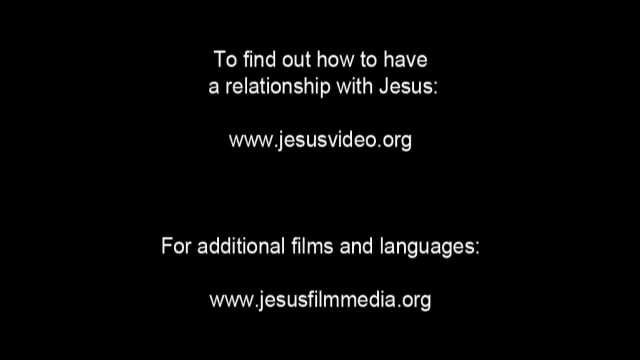 To find out how to have
a relationship with Jesus:
www.jesusvideo.org
For additional films and languages:
www.jesusfilmmedia.org